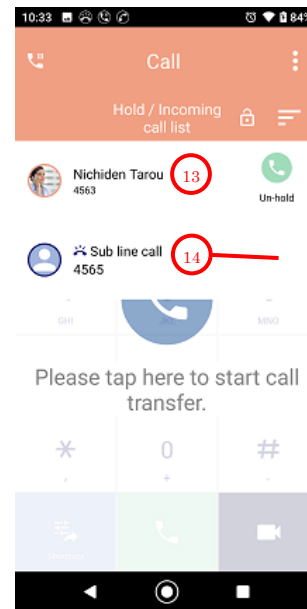 10:33
84%
Call
Hold / Incoming
call list
Nichiden Tarou
13
4563
Un-hold
Sub line call
14
4565
GHI
MNO
Please tap here to start call
transfer.
*
0
#
,
+
-